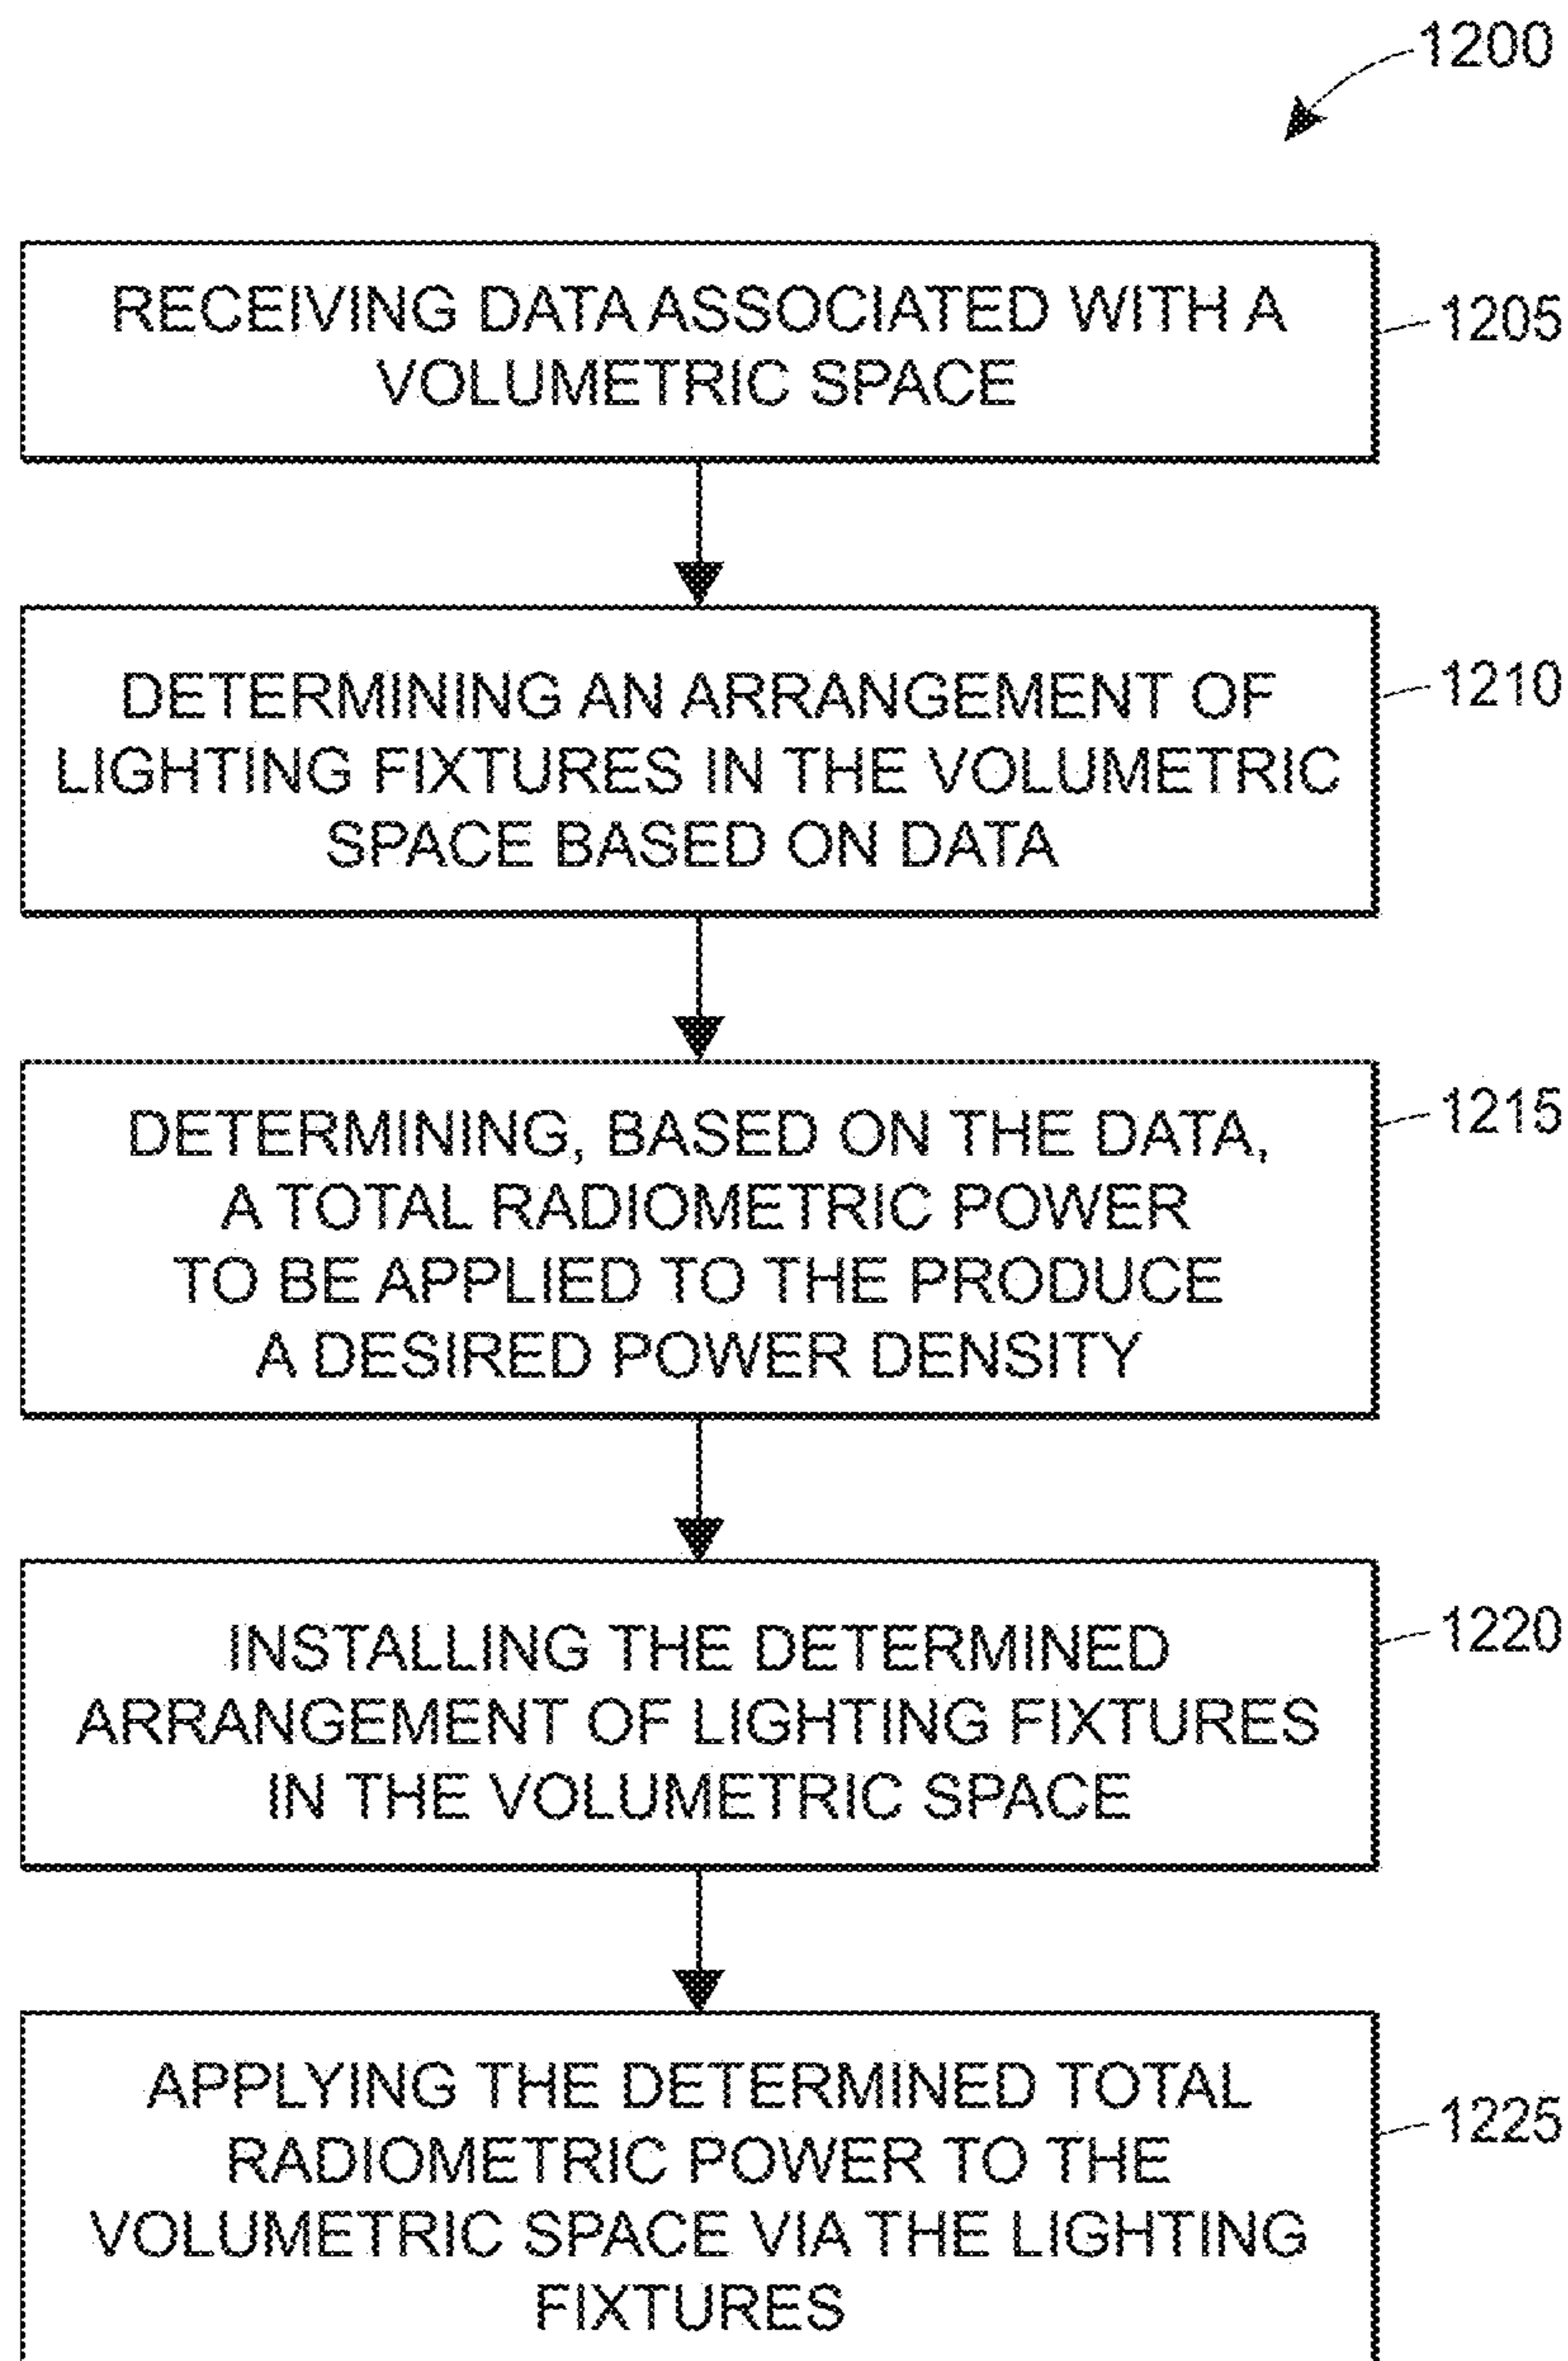 1200
RECEIVING DATA ASSOCIATED WITH A
VOLUMETRIC SPACE
1205
DETERMINING AN ARRANGEMENT OF
LIGHTING FIXTURES IN THE VOLUMETRIC
SPACE BASED ON DATA
1210
DETERMINING, BASED ON THE DATA,
A TOTAL RADIOMETRIC POWER
TO BE APPLIED TO THE PRODUCE
A DESIRED POWER DENSITY
1215
INSTALLING THE DETERMINED
ARRANGEMENT OF LIGHTING FIXTURES
IN THE VOLUMETRIC SPACE
1220
APPLYING THE DETERMINED TOTAL
RADIOMETRIC POWER TO THE
VOLUMETRIC SPACE VIA THE LIGHTING
FIXTURES
1225